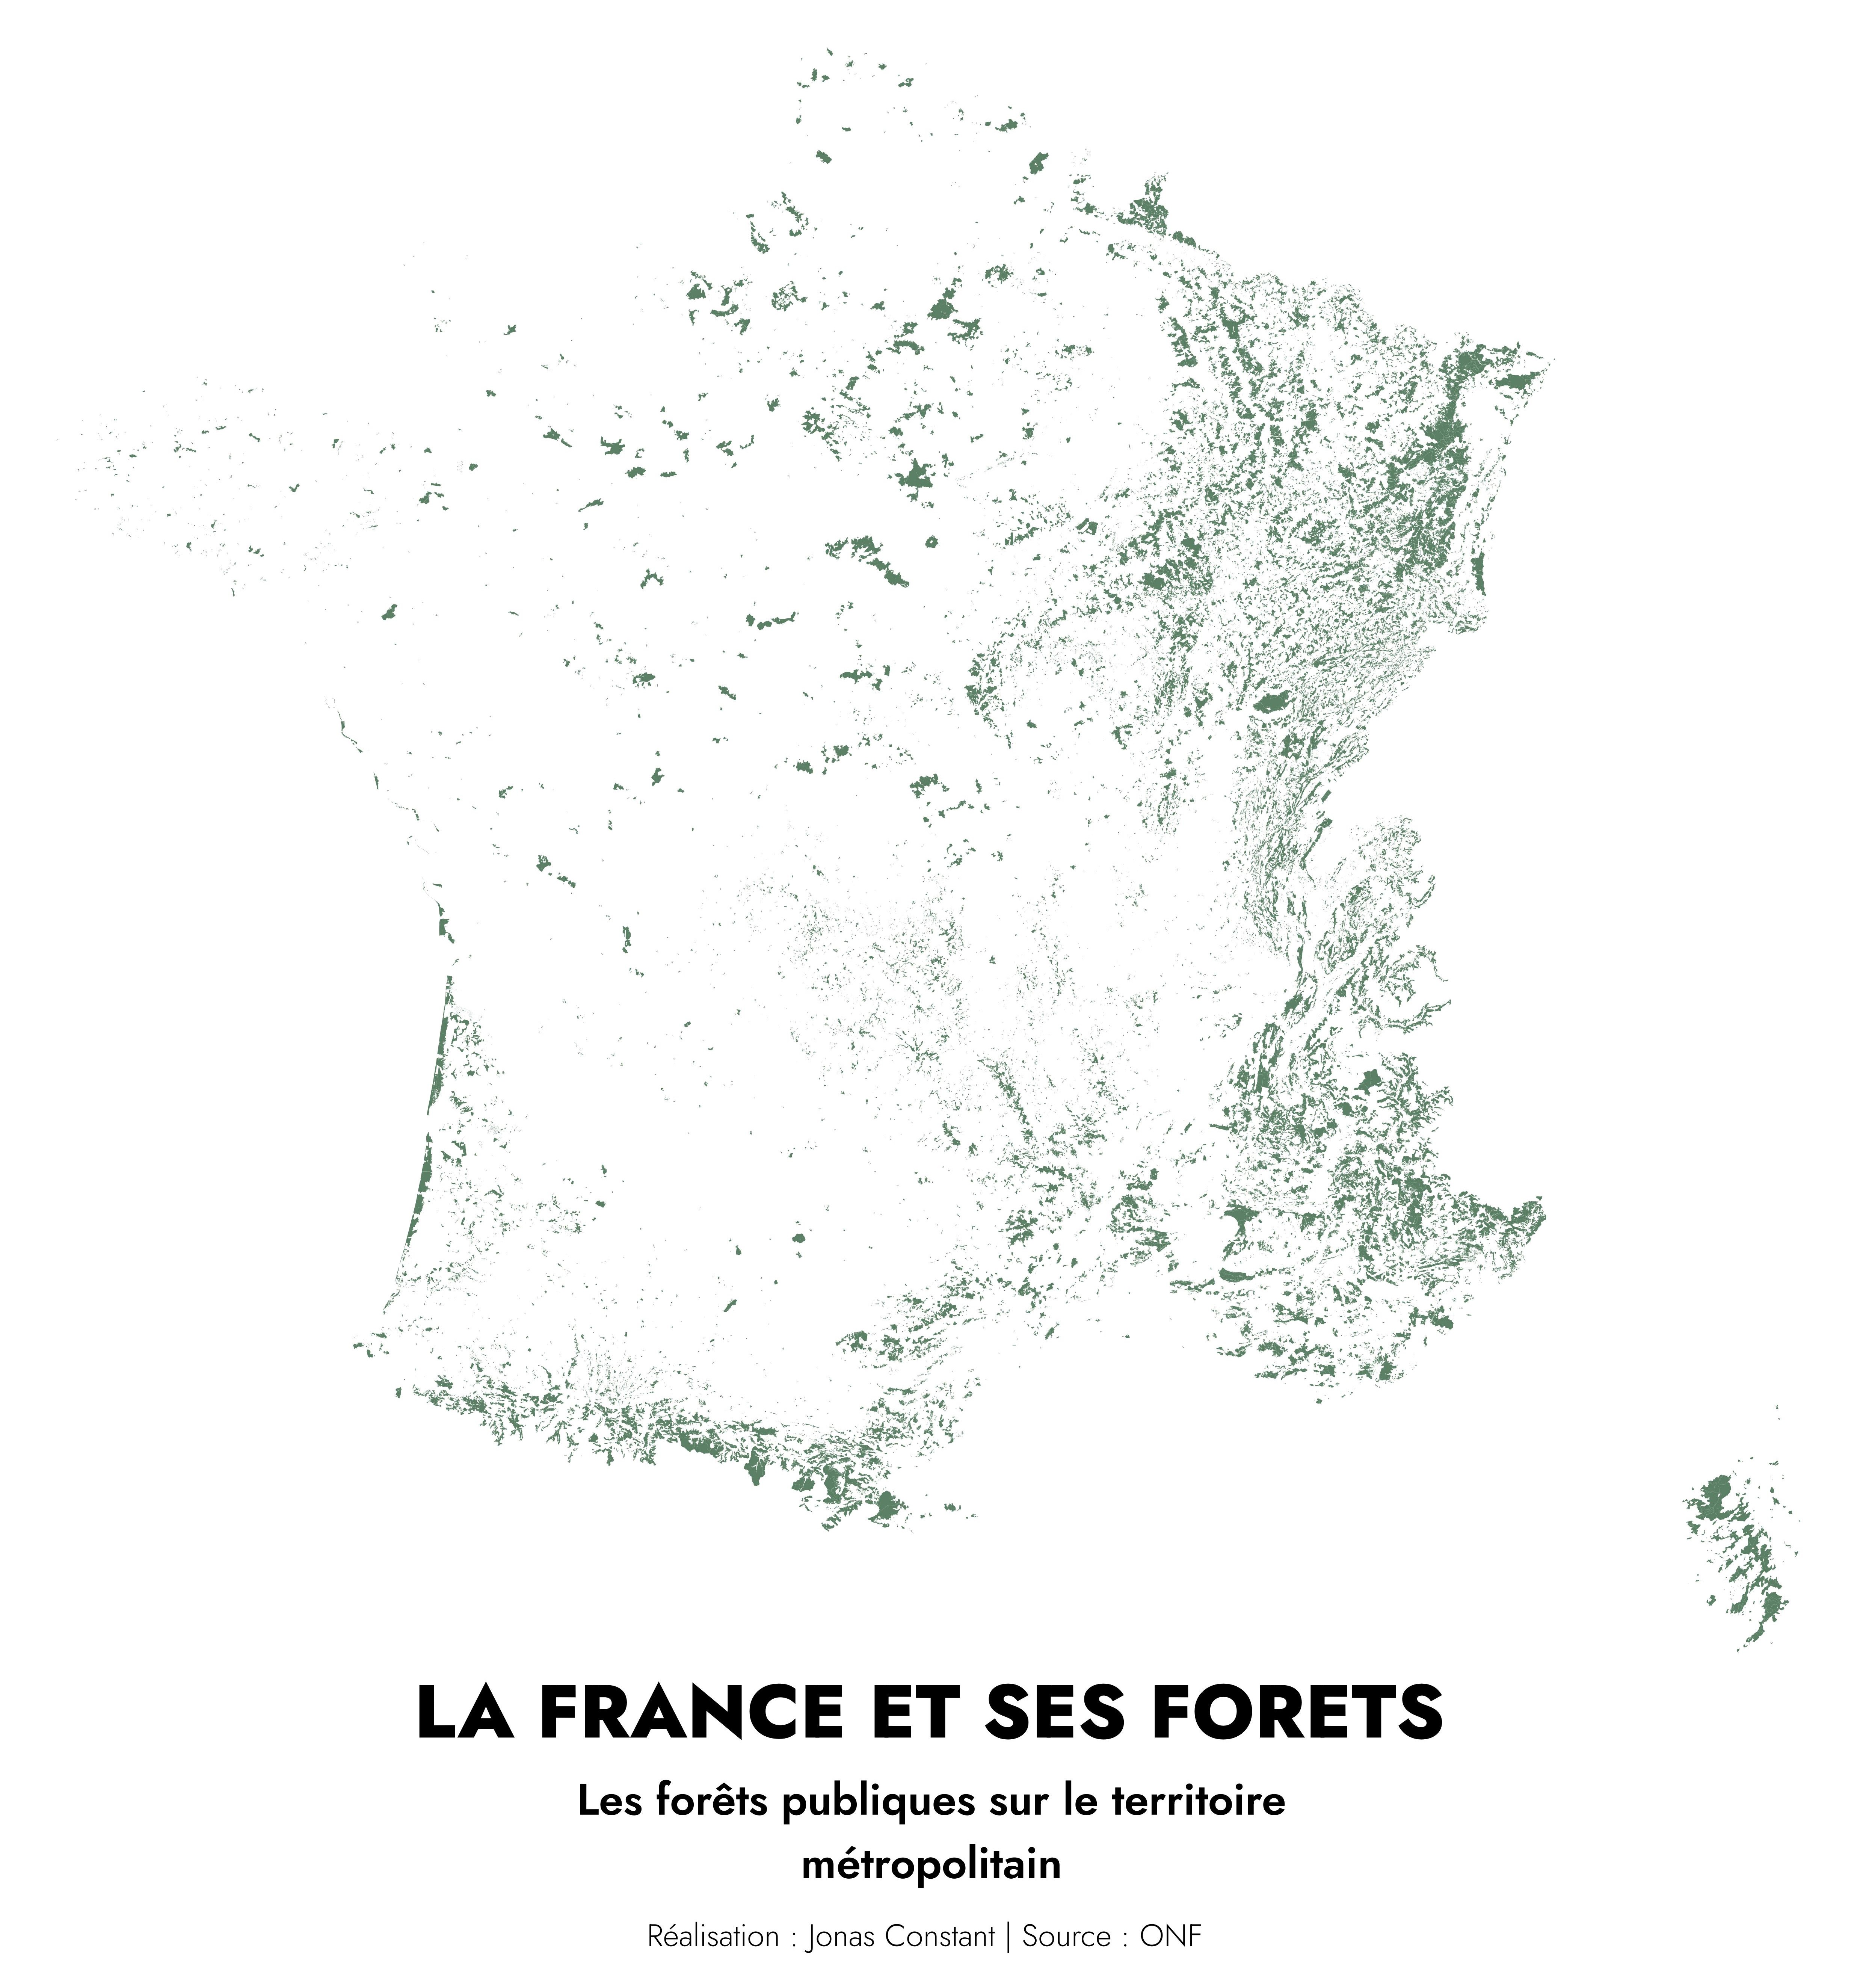 LA FRANCE ET SES FORETS
Les forêts publiques sur le territoire
métropolitain
Réalisation : Jonas Constant | Source : ONF